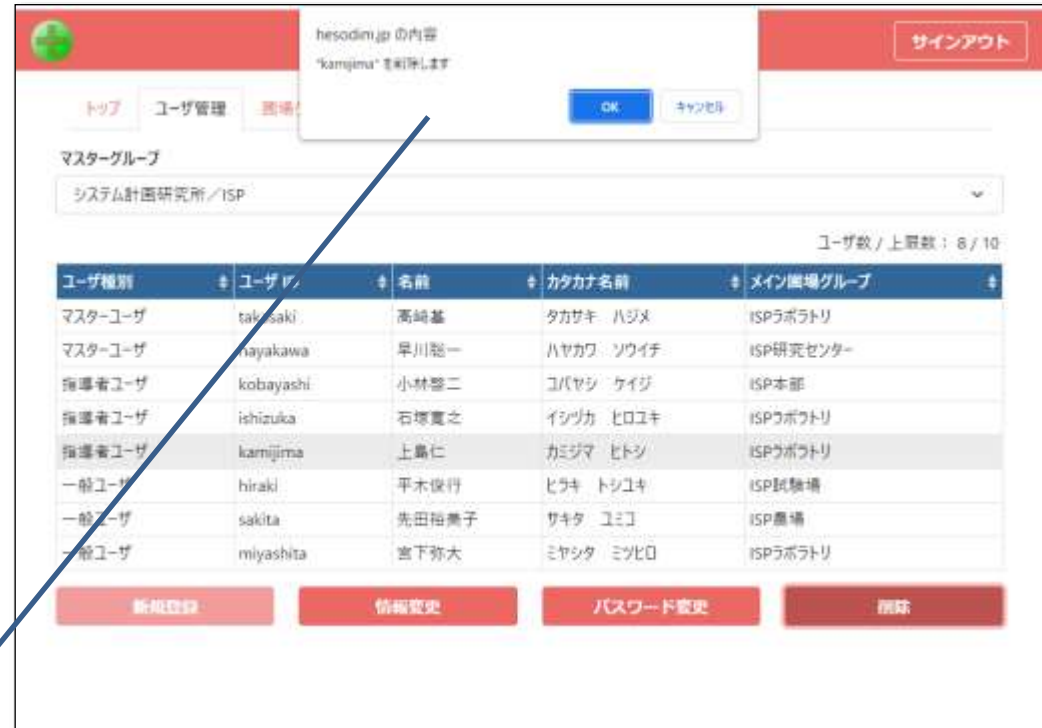 hesodim.jp の内容
"kamijima" を削除します
OK
キャンセル
サインアウト
トップ
ユーザ管理
圃場
マスターグループ
システム計画研究所／ISP
ユーザ数 / 上限数： 8 / 10
ユーザ種別 ユーザ 名前 カタカナ名前 メイン圃場グループ
マスターユーザ takasaki 高崎基 タカサキ ハジメ ISPラボラトリ
マスターユーザ hayakawa 早川聡一 ハヤカワ ソウイチ ISP研究センター
指導者ユーザ kobayashi 小林啓二 コバヤシ ケイジ ISP本部
指導者ユーザ ishizuka 石塚寛之 イシヅカ ヒロユキ ISPラボラトリ
指導者ユーザ kamijima 上島仁 カミジマ ヒトシ ISPラボラトリ
一般ユーザ hiraki 平木俊行 ヒラキ トシユキ ISP試験場
一般ユーザ sakita 先田裕美子 サキタ ユミコ ISP農場
一般ユーザ miyashita 宮下弥大 ミヤシタ ミツヒロ ISPラボラトリ
新規登録 情報変更 パスワード変更 削除